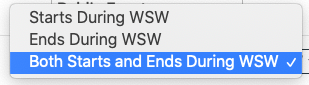 Starts During WSW
Ends During WSW
Both Starts and Ends During WSW ✓